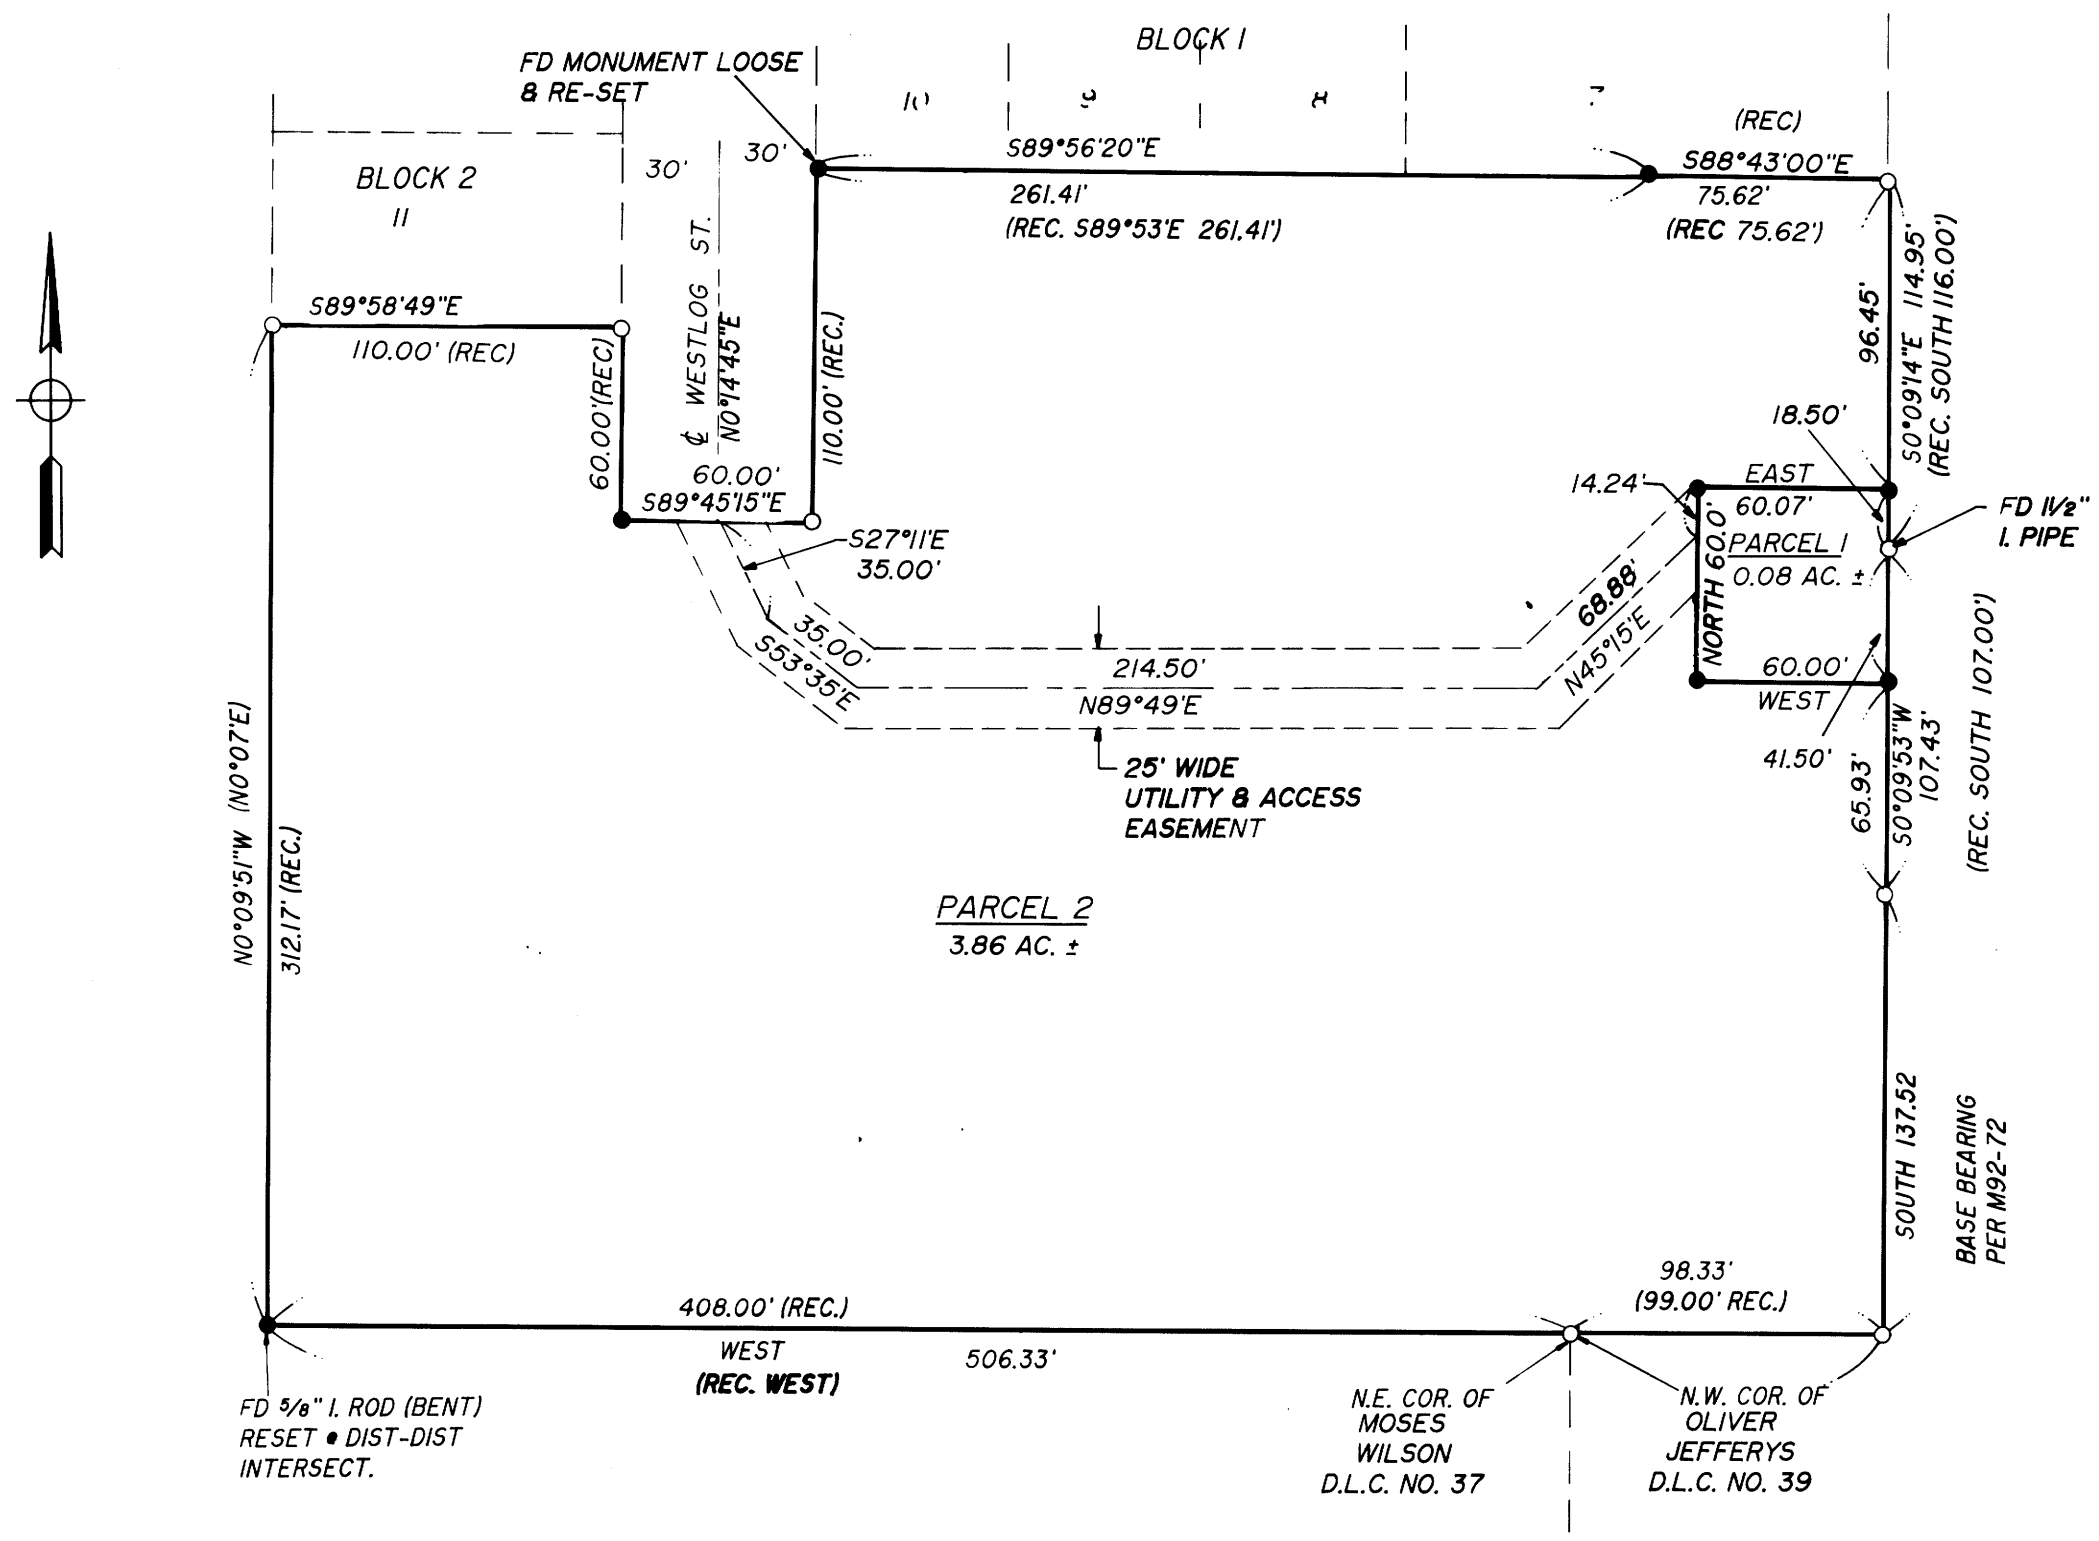 BLOCK 1
FD MONUMENT LOOSE
& RE-SET
10
9
8
7
(REC)
S89°56'20"E
S88°43'00"E
30'
30'
BLOCK 2
11
261.41'
(REC. S89°53'E 261.41')
75.62'
(REC 75.62')
S89°58'49"E
110.00' (REC)
60.00'(REC)
℄ WESTLOG ST.
N0°14'45"E
110.00' (REC.)
96.45'
S0°09'14"E 114.95'
(REC. SOUTH 116.00')
60.00'
S89°45'15"E
18.50'
14.24'
EAST
60.07'
FD 1½"
I. PIPE
S27°11'E
35.00'
NORTH 60.0'
PARCEL 1
0.08 AC. ±
68.88'
N45°15'E
35.00'
S53°35'E
214.50'
N89°49'E
60.00'
WEST
41.50'
25' WIDE
UTILITY & ACCESS
EASEMENT
65.93'
S0°09'53"W
107.43'
(REC. SOUTH 107.00')
N0°09'51"W (N0°07'E)
312.17' (REC.)
PARCEL 2
3.86 AC. ±
SOUTH 137.52
BASE BEARING
PER M92-72
408.00' (REC.)
98.33'
(99.00' REC.)
WEST
506.33'
(REC. WEST)
FD 5/8" I. ROD (BENT)
RESET ● DIST-DIST
INTERSECT.
N.E. COR. OF
MOSES
WILSON
D.L.C. NO. 37
N.W. COR. OF
OLIVER
JEFFERYS
D.L.C. NO. 39